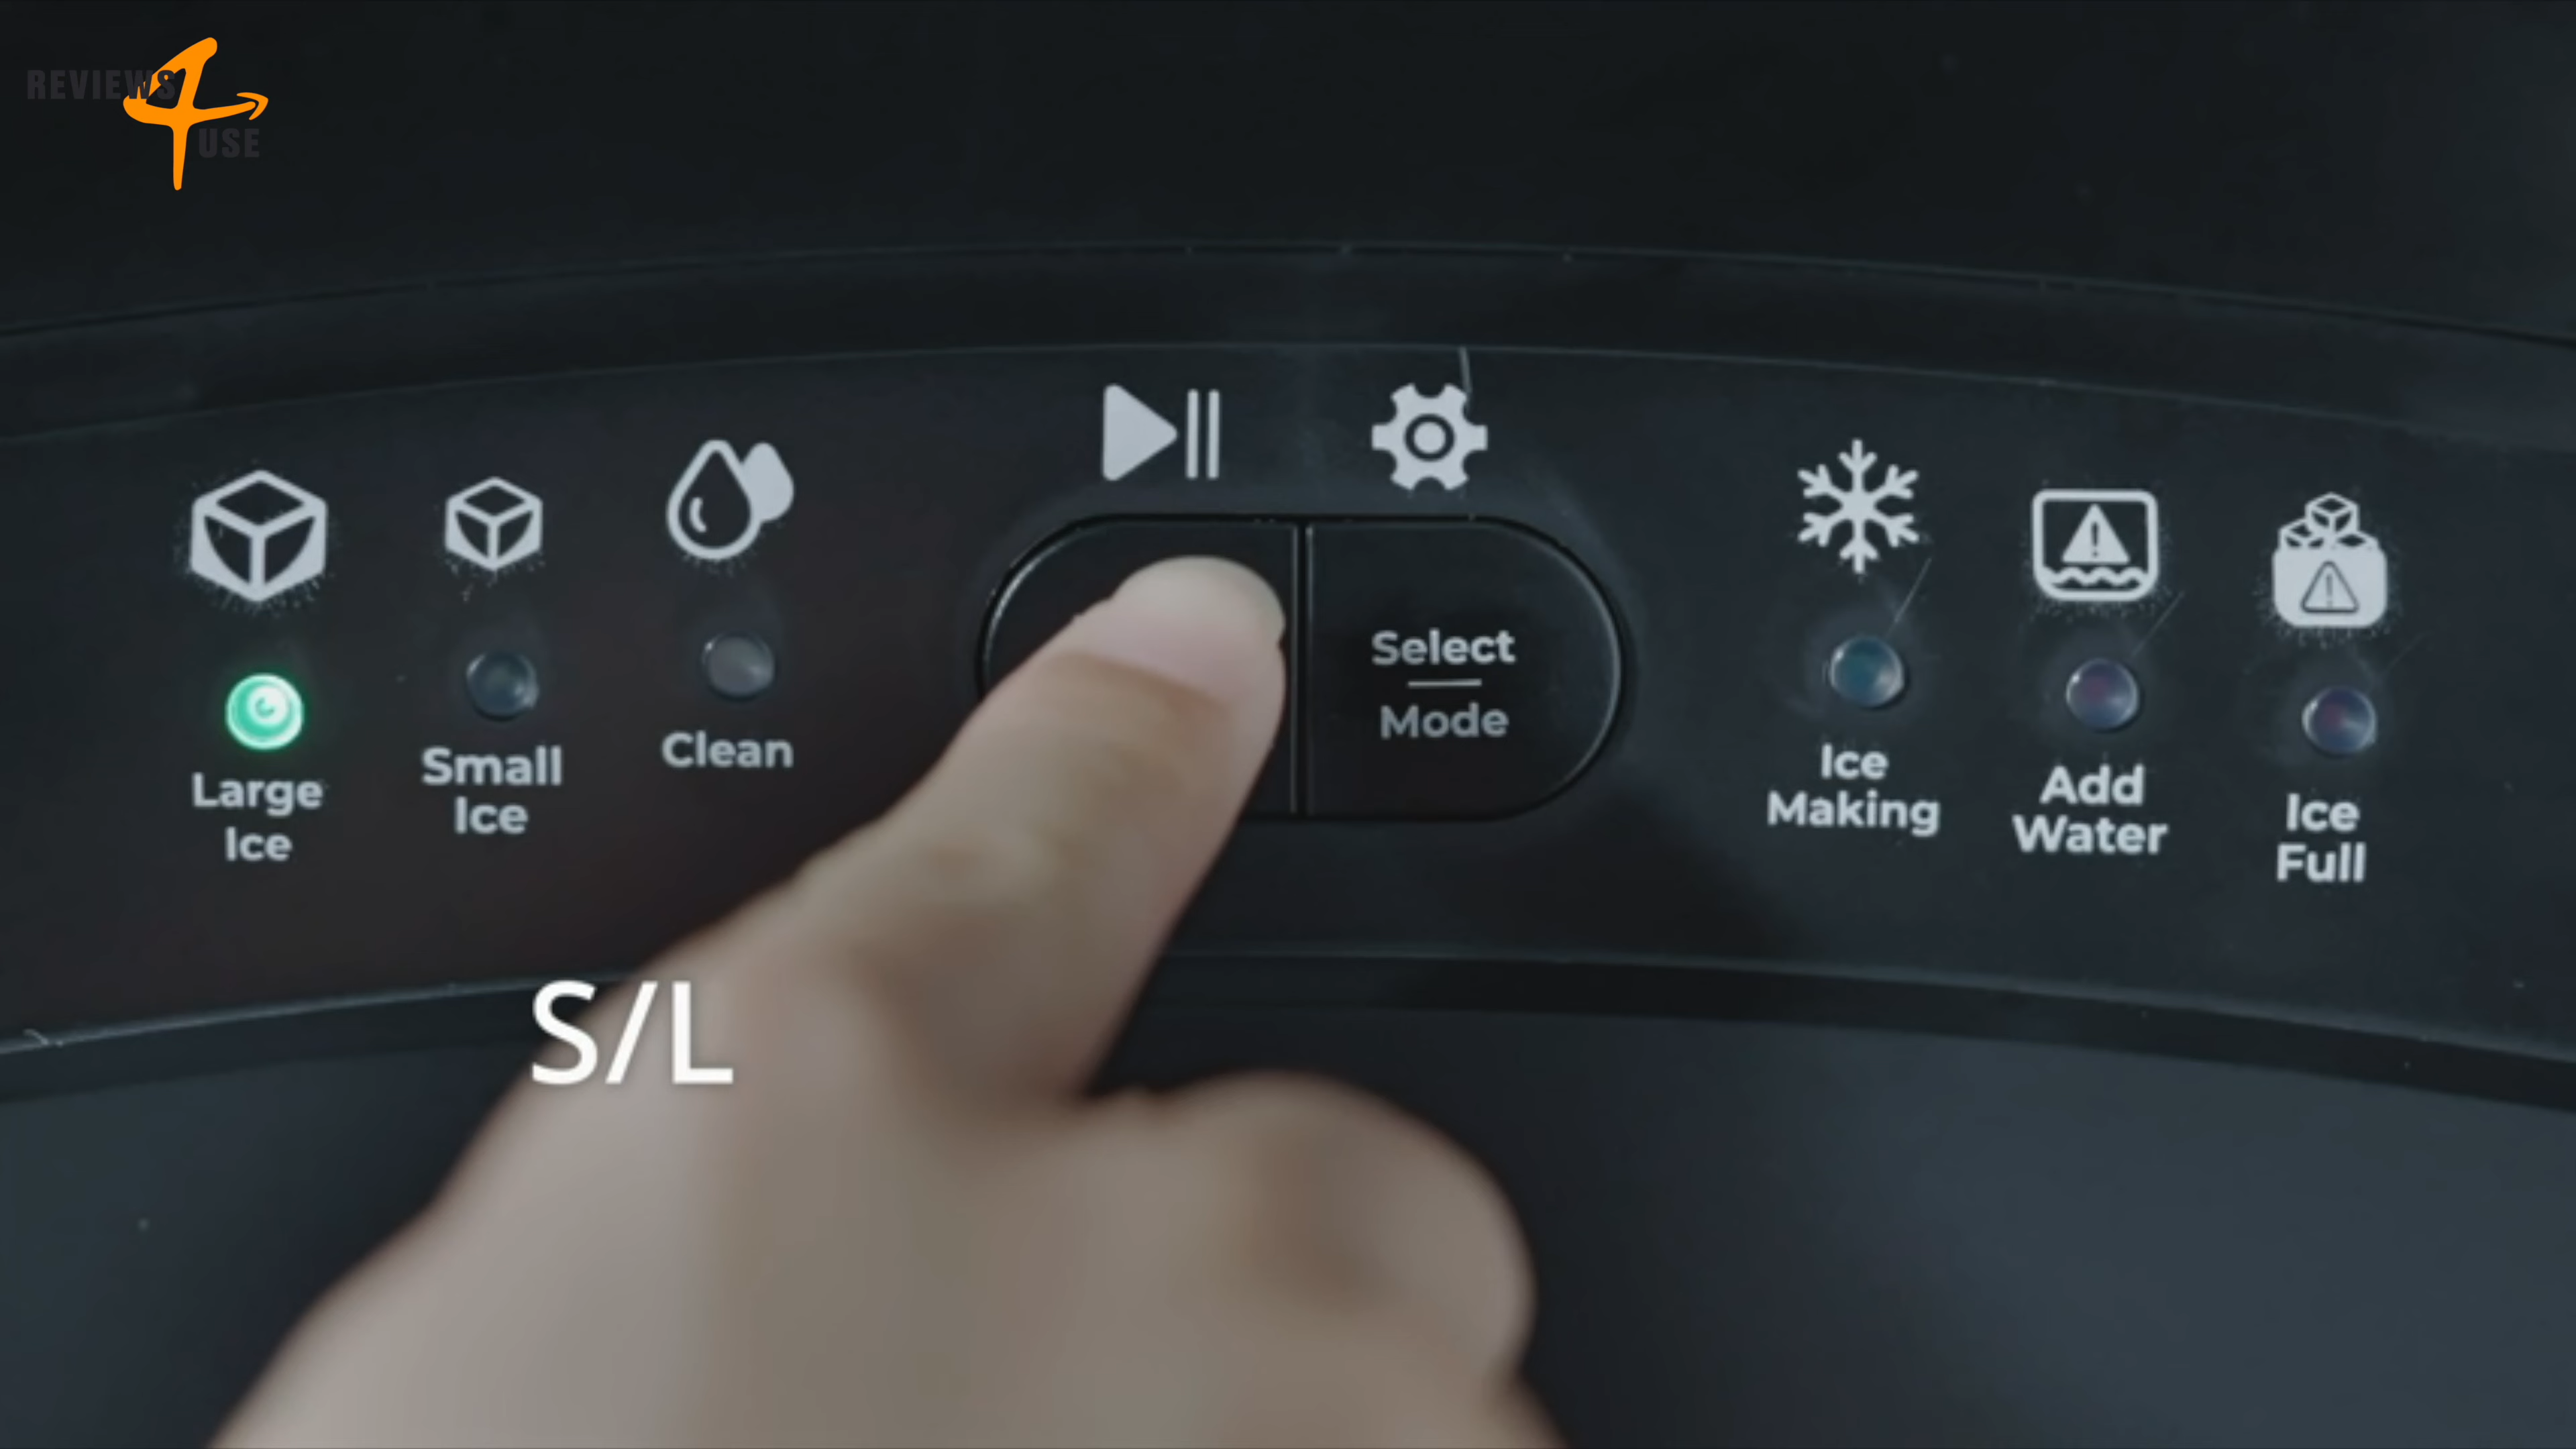 REVIEWS
4
USE
Large
Ice
Small
Ice
Clean
Select
Mode
Ice
Making
Add
Water
Ice
Full
S/L